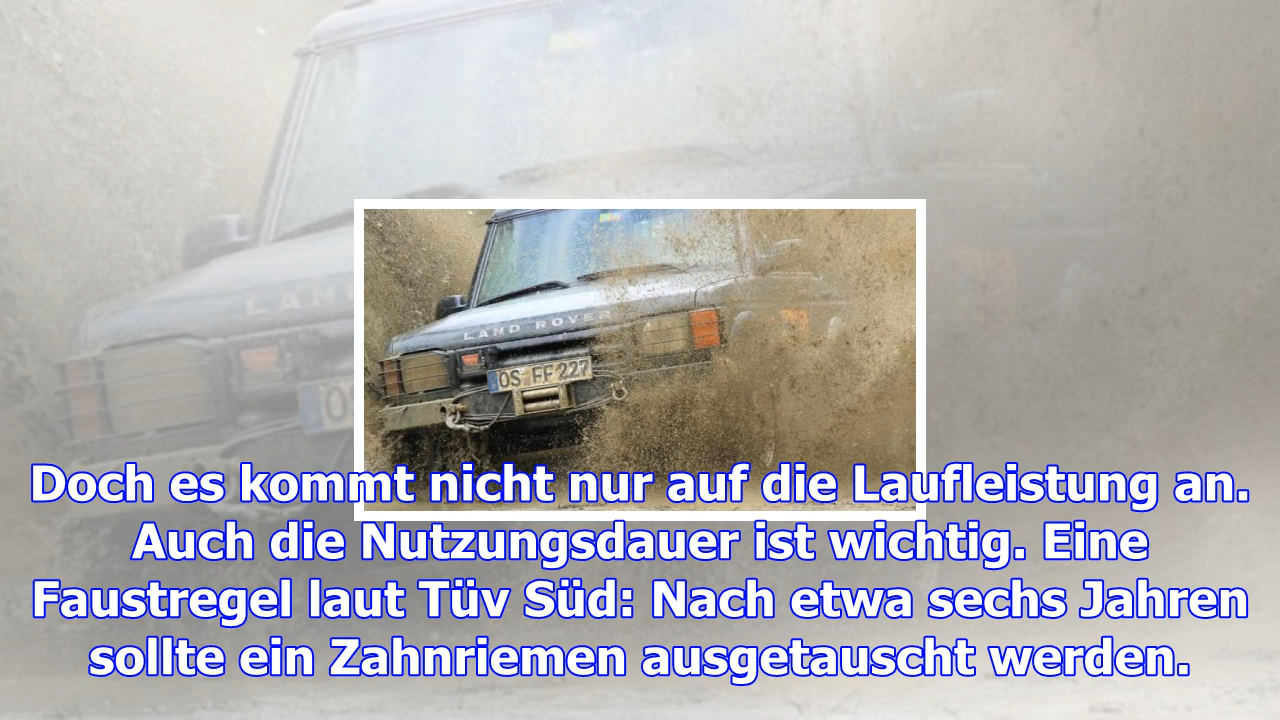 LAND ROVER
OS FF 227
Doch es kommt nicht nur auf die Laufleistung an.
Auch die Nutzungsdauer ist wichtig. Eine
Faustregel laut Tüv Süd: Nach etwa sechs Jahren
sollte ein Zahnriemen ausgetauscht werden.